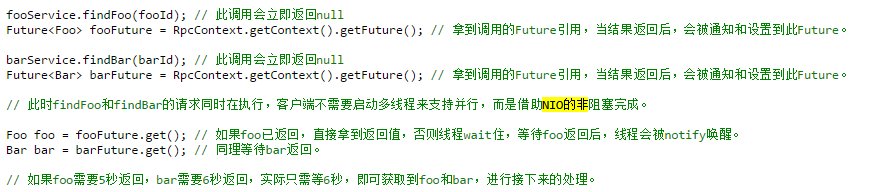 fooService.findFoo(fooId); // 此调用会立即返回null
Future<Foo> fooFuture = RpcContext.getContext().getFuture(); // 拿到调用的Future引用，当结果返回后，会被通知和设置到此Future。
barService.findBar(barId); // 此调用会立即返回null
Future<Bar> barFuture = RpcContext.getContext().getFuture(); // 拿到调用的Future引用，当结果返回后，会被通知和设置到此Future。
// 此时findFoo和findBar的请求同时在执行，客户端不需要启动多线程来支持并行，而是借助NIO的非阻塞完成。
Foo foo = fooFuture.get(); // 如果foo已返回，直接拿到返回值，否则线程wait住，等待foo返回后，线程会被notify唤醒。
Bar bar = barFuture.get(); // 同理等待bar返回。
// 如果foo需要5秒返回，bar需要6秒返回，实际只需等6秒，即可获取到foo和bar，进行接下来的处理。